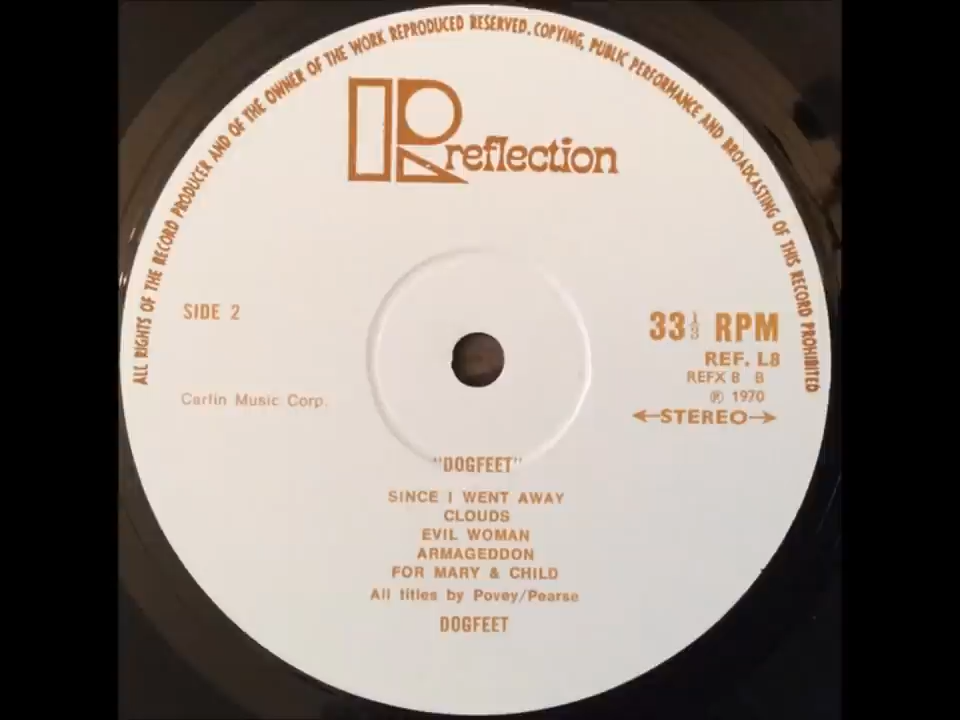 ALL RIGHTS OF THE RECORD PRODUCER AND OF THE OWNER OF THE WORK REPRODUCED RESERVED. COPYING, PUBLIC PERFORMANCE AND BROADCASTING OF THIS RECORD PROHIBITED
reflection
SIDE 2
33 1/3 RPM
REF. L8
REFX 8 B
℗ 1970
Carlin Music Corp.
STEREO
"DOGFEET"
SINCE I WENT AWAY
CLOUDS
EVIL WOMAN
ARMAGEDDON
FOR MARY & CHILD
All titles by Povey/Pearse
DOGFEET